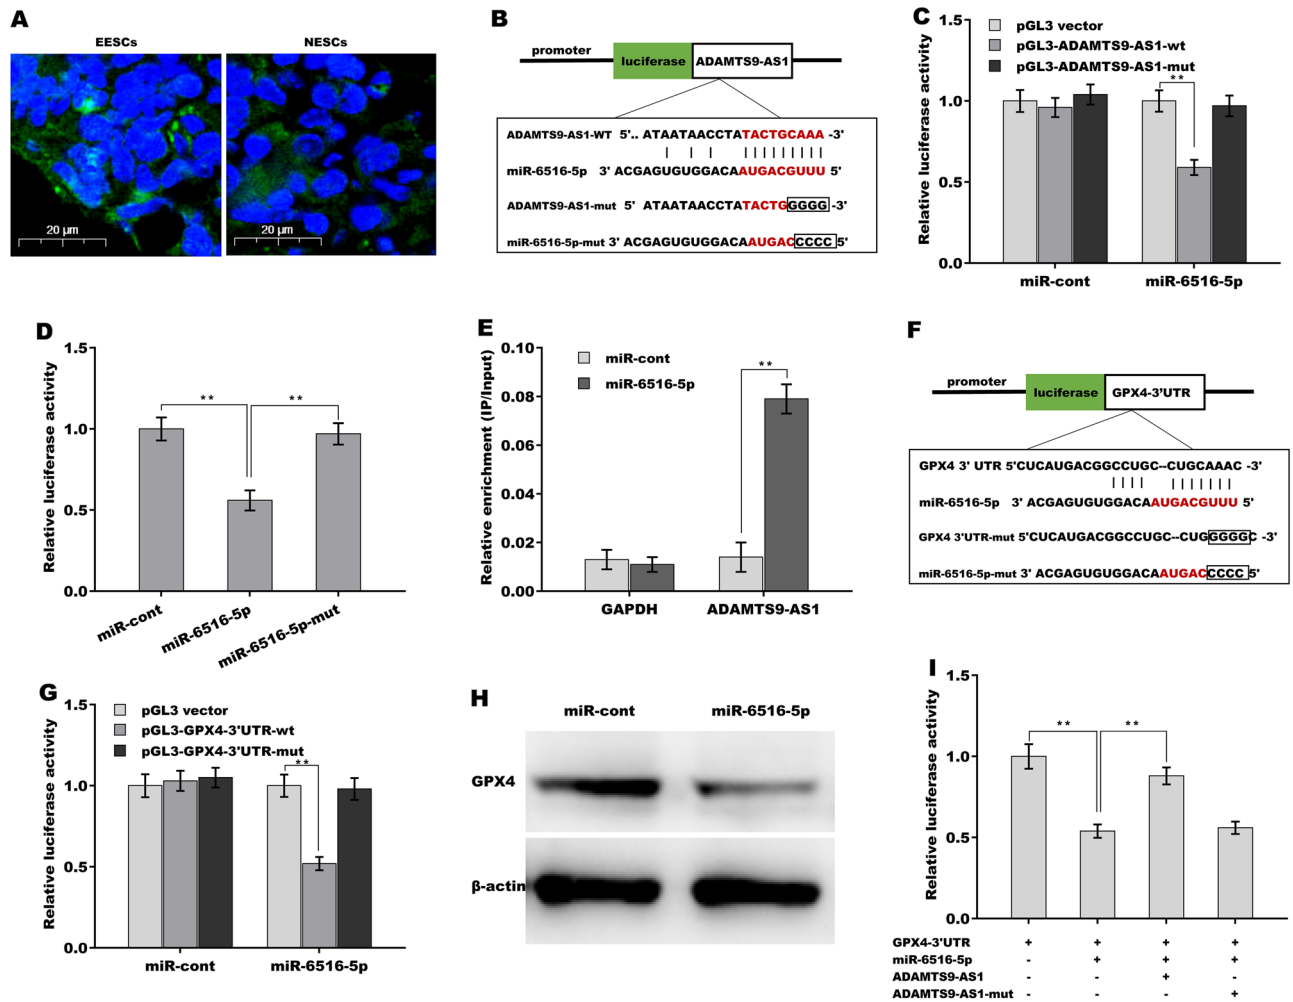 A
EESCs
NESCs
20 µm
20 µm
B
promoter
luciferase
ADAMTS9-AS1
ADAMTS9-AS1-WT 5'.. ATAATAACCTATACTGCAAA -3'
miR-6516-5p 3' ACGAGUGUGGACAAUGACGUUU 5'
ADAMTS9-AS1-mut 5' ATAATAACCTATACTGGGGG -3'
miR-6516-5p-mut 3' ACGAGUGUGGACAAUGACCCCC 5'
C
Relative luciferase activity
1.5
1.0
0.5
0.0
pGL3 vector
pGL3-ADAMTS9-AS1-wt
pGL3-ADAMTS9-AS1-mut
**
miR-cont
miR-6516-5p
D
Relative luciferase activity
1.5
1.0
0.5
0.0
**
**
miR-cont
miR-6516-5p
miR-6516-5p-mut
E
Relative enrichment (IP/Input)
0.10
0.08
0.06
0.04
0.02
0.00
miR-cont
miR-6516-5p
**
GAPDH
ADAMTS9-AS1
F
promoter
luciferase
GPX4-3'UTR
GPX4 3' UTR 5'CUCAUGACGGCCUGC--CUGCAAAC -3'
miR-6516-5p 3' ACGAGUGUGGACAAUGACGUUU 5'
GPX4 3'UTR-mut 5'CUCAUGACGGCCUGC--CUGGGGGC -3'
miR-6516-5p-mut 3' ACGAGUGUGGACAAUGACCCCC 5'
G
Relative luciferase activity
1.5
1.0
0.5
0.0
pGL3 vector
pGL3-GPX4-3'UTR-wt
pGL3-GPX4-3'UTR-mut
**
miR-cont
miR-6516-5p
H
miR-cont
miR-6516-5p
GPX4
β-actin
I
Relative luciferase activity
1.5
1.0
0.5
0.0
**
**
GPX4-3'UTR + + + +
miR-6516-5p - + + +
ADAMTS9-AS1 - - + -
ADAMTS9-AS1-mut - - - +